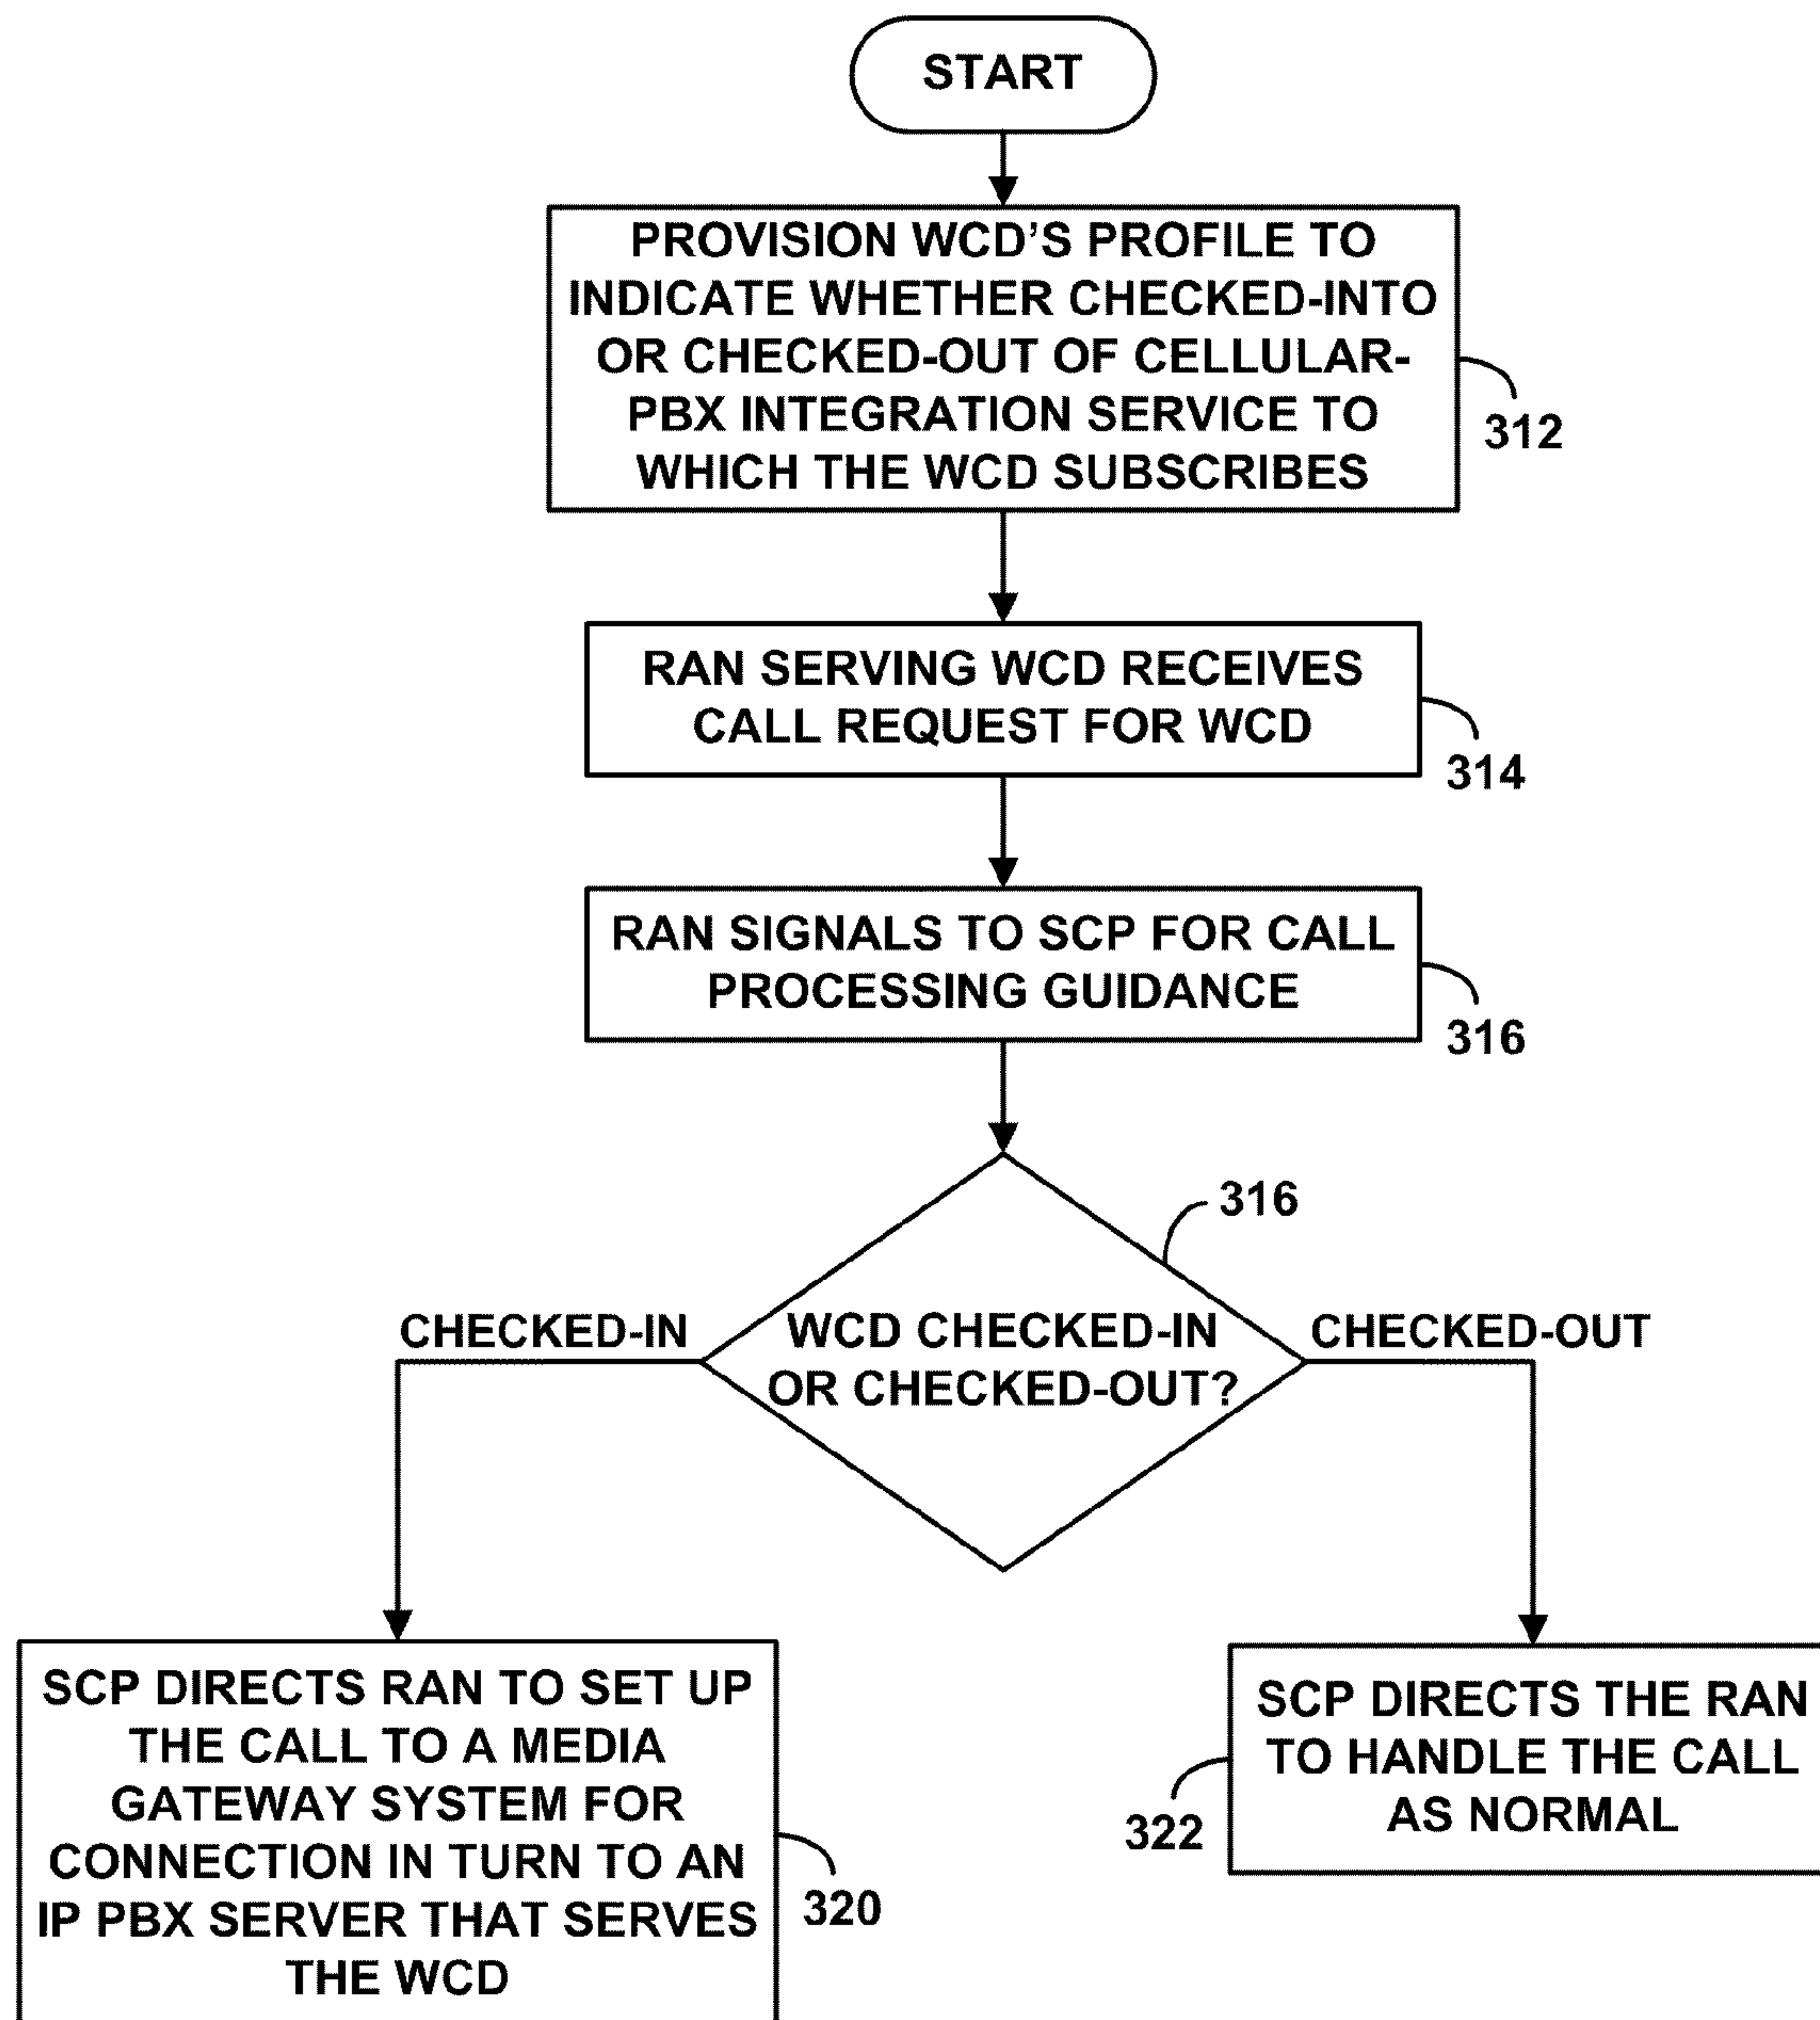 START
PROVISION WCD'S PROFILE TO
INDICATE WHETHER CHECKED-INTO
OR CHECKED-OUT OF CELLULAR-
PBX INTEGRATION SERVICE TO
WHICH THE WCD SUBSCRIBES
312
RAN SERVING WCD RECEIVES
CALL REQUEST FOR WCD
314
RAN SIGNALS TO SCP FOR CALL
PROCESSING GUIDANCE
316
316
WCD CHECKED-IN
OR CHECKED-OUT?
CHECKED-IN
CHECKED-OUT
SCP DIRECTS RAN TO SET UP
THE CALL TO A MEDIA
GATEWAY SYSTEM FOR
CONNECTION IN TURN TO AN
IP PBX SERVER THAT SERVES
THE WCD
320
SCP DIRECTS THE RAN
TO HANDLE THE CALL
AS NORMAL
322